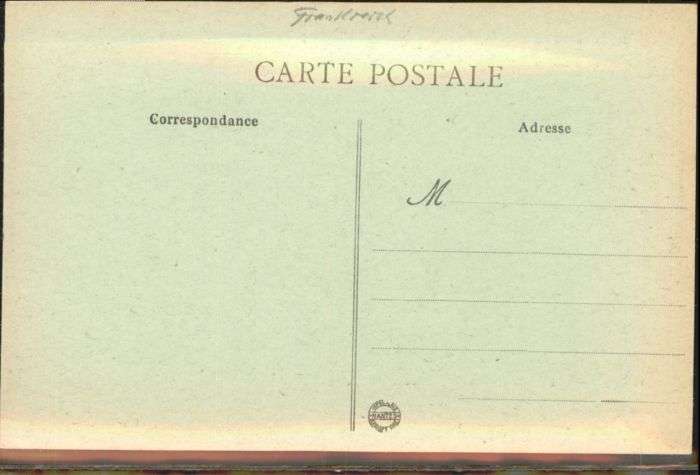 Frankreich
CARTE POSTALE
Correspondance
Adresse
M